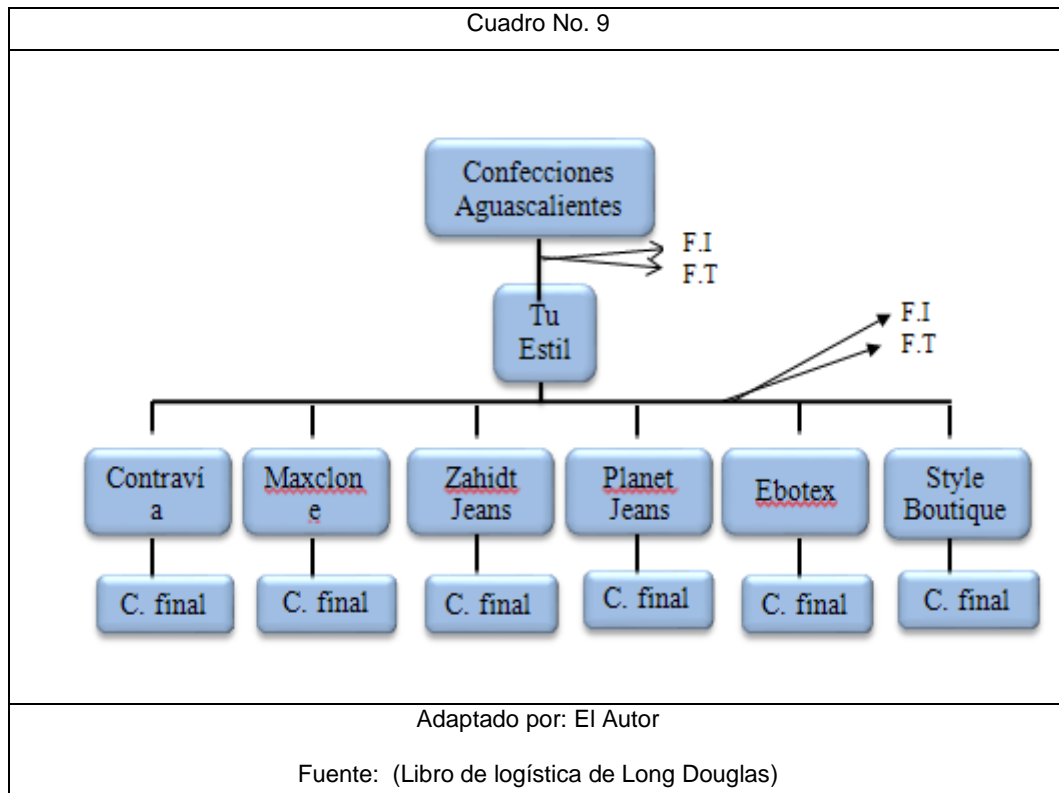 Cuadro No. 9
Confecciones
Aguascalientes
F.I
F.T
Tu
Estil
F.I
F.T
Contraví
a
Maxclon
e
Zahidt
Jeans
Planet
Jeans
Ebotex
Style
Boutique
C. final
C. final
C. final
C. final
C. final
C. final
Adaptado por: El Autor
Fuente: (Libro de logística de Long Douglas)